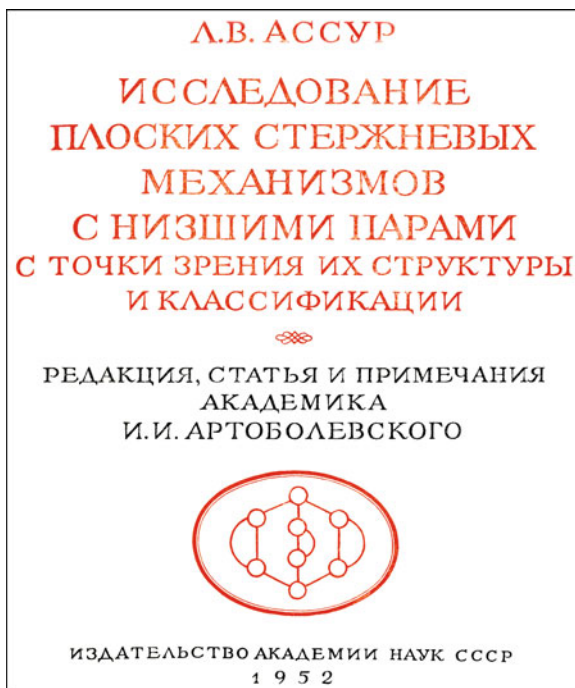 Л.В. АССУР
ИССЛЕДОВАНИЕ
ПЛОСКИХ СТЕРЖНЕВЫХ
МЕХАНИЗМОВ
С НИЗШИМИ ПАРАМИ
С ТОЧКИ ЗРЕНИЯ ИХ СТРУКТУРЫ
И КЛАССИФИКАЦИИ
РЕДАКЦИЯ, СТАТЬЯ И ПРИМЕЧАНИЯ
АКАДЕМИКА
И.И. АРТОБОЛЕВСКОГО
ИЗДАТЕЛЬСТВО АКАДЕМИИ НАУК СССР
1952